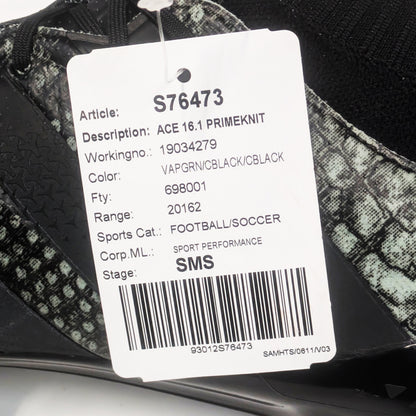 Article: S76473
Description: ACE 16.1 PRIMEKNIT
Workingno.: 19034279
Color: VAPGRN/CBLACK/CBLACK
Fty: 698001
Range: 20162
Sports Cat.: FOOTBALL/SOCCER
Corp.ML.: SPORT PERFORMANCE
Stage: SMS
93012S76473
SAMHTS/0611/V03